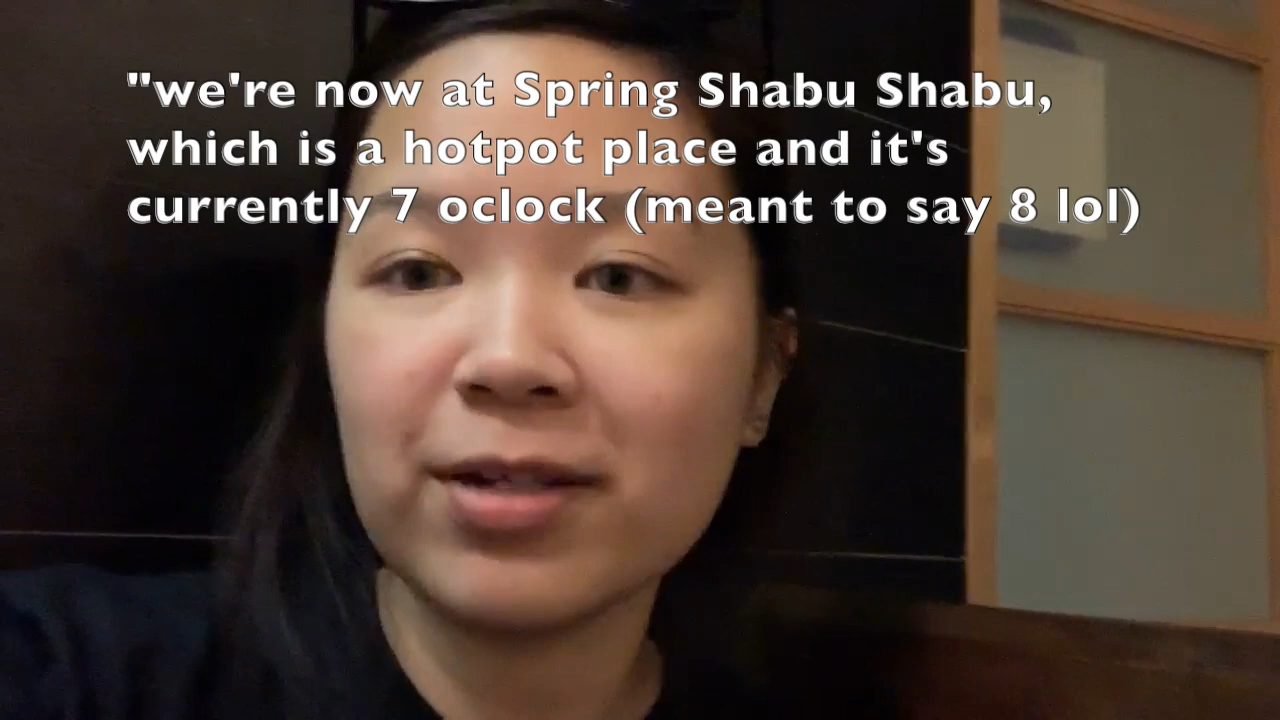 "we're now at Spring Shabu Shabu,
which is a hotpot place and it's
currently 7 oclock (meant to say 8 lol)